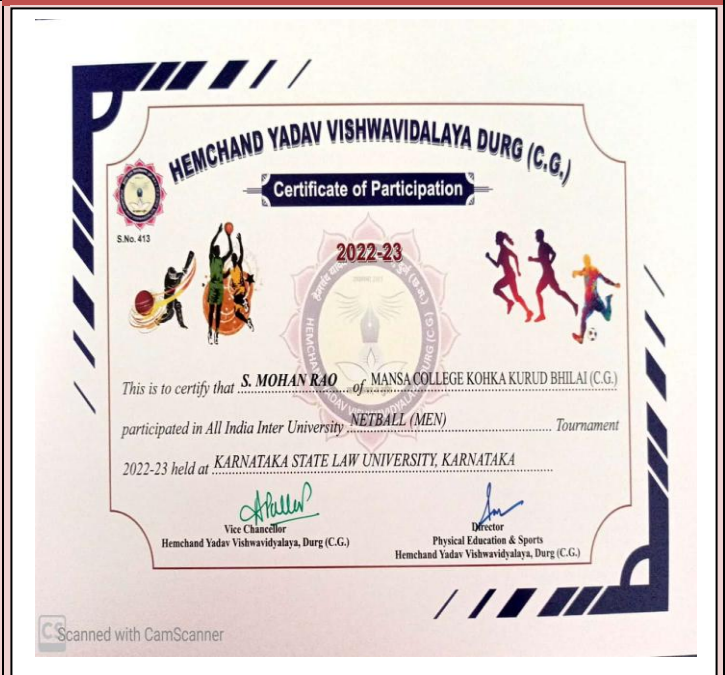 HEMCHAND YADAV VISHWAVIDALAYA DURG (C.G.)
Certificate of Participation
S.No. 413
2022-23
This is to certify that S. MOHAN RAO of MANSA COLLEGE KOHKA KURUD BHILAI (C.G.)
participated in All India Inter University NETBALL (MEN) Tournament
2022-23 held at KARNATAKA STATE LAW UNIVERSITY, KARNATAKA
Vice Chancellor
Hemchand Yadav Vishwavidyalaya, Durg (C.G.)
Director
Physical Education & Sports
Hemchand Yadav Vishwavidyalaya, Durg (C.G.)
CS Scanned with CamScanner